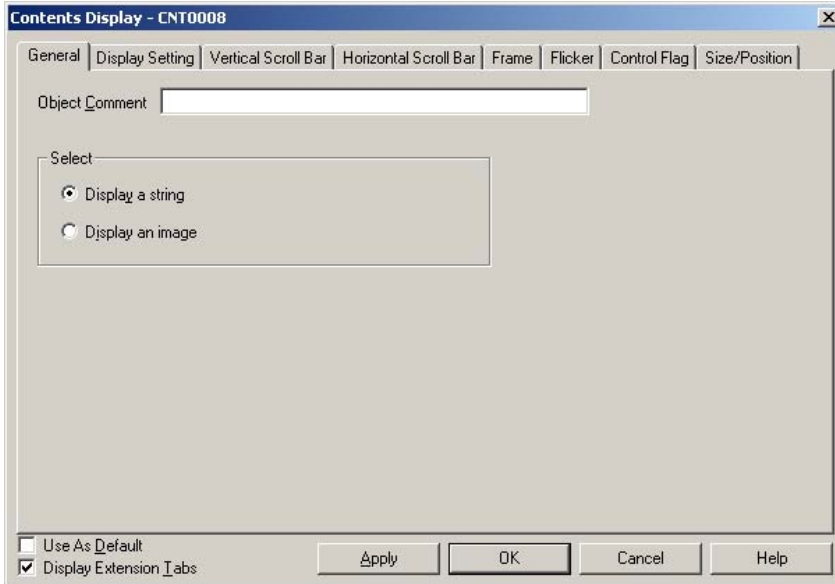 Contents Display - CNT0008
General Display Setting Vertical Scroll Bar Horizontal Scroll Bar Frame Flicker Control Flag Size/Position
Object Comment
Select
Display a string
Display an image
Use As Default
Display Extension Tabs
Apply OK Cancel Help